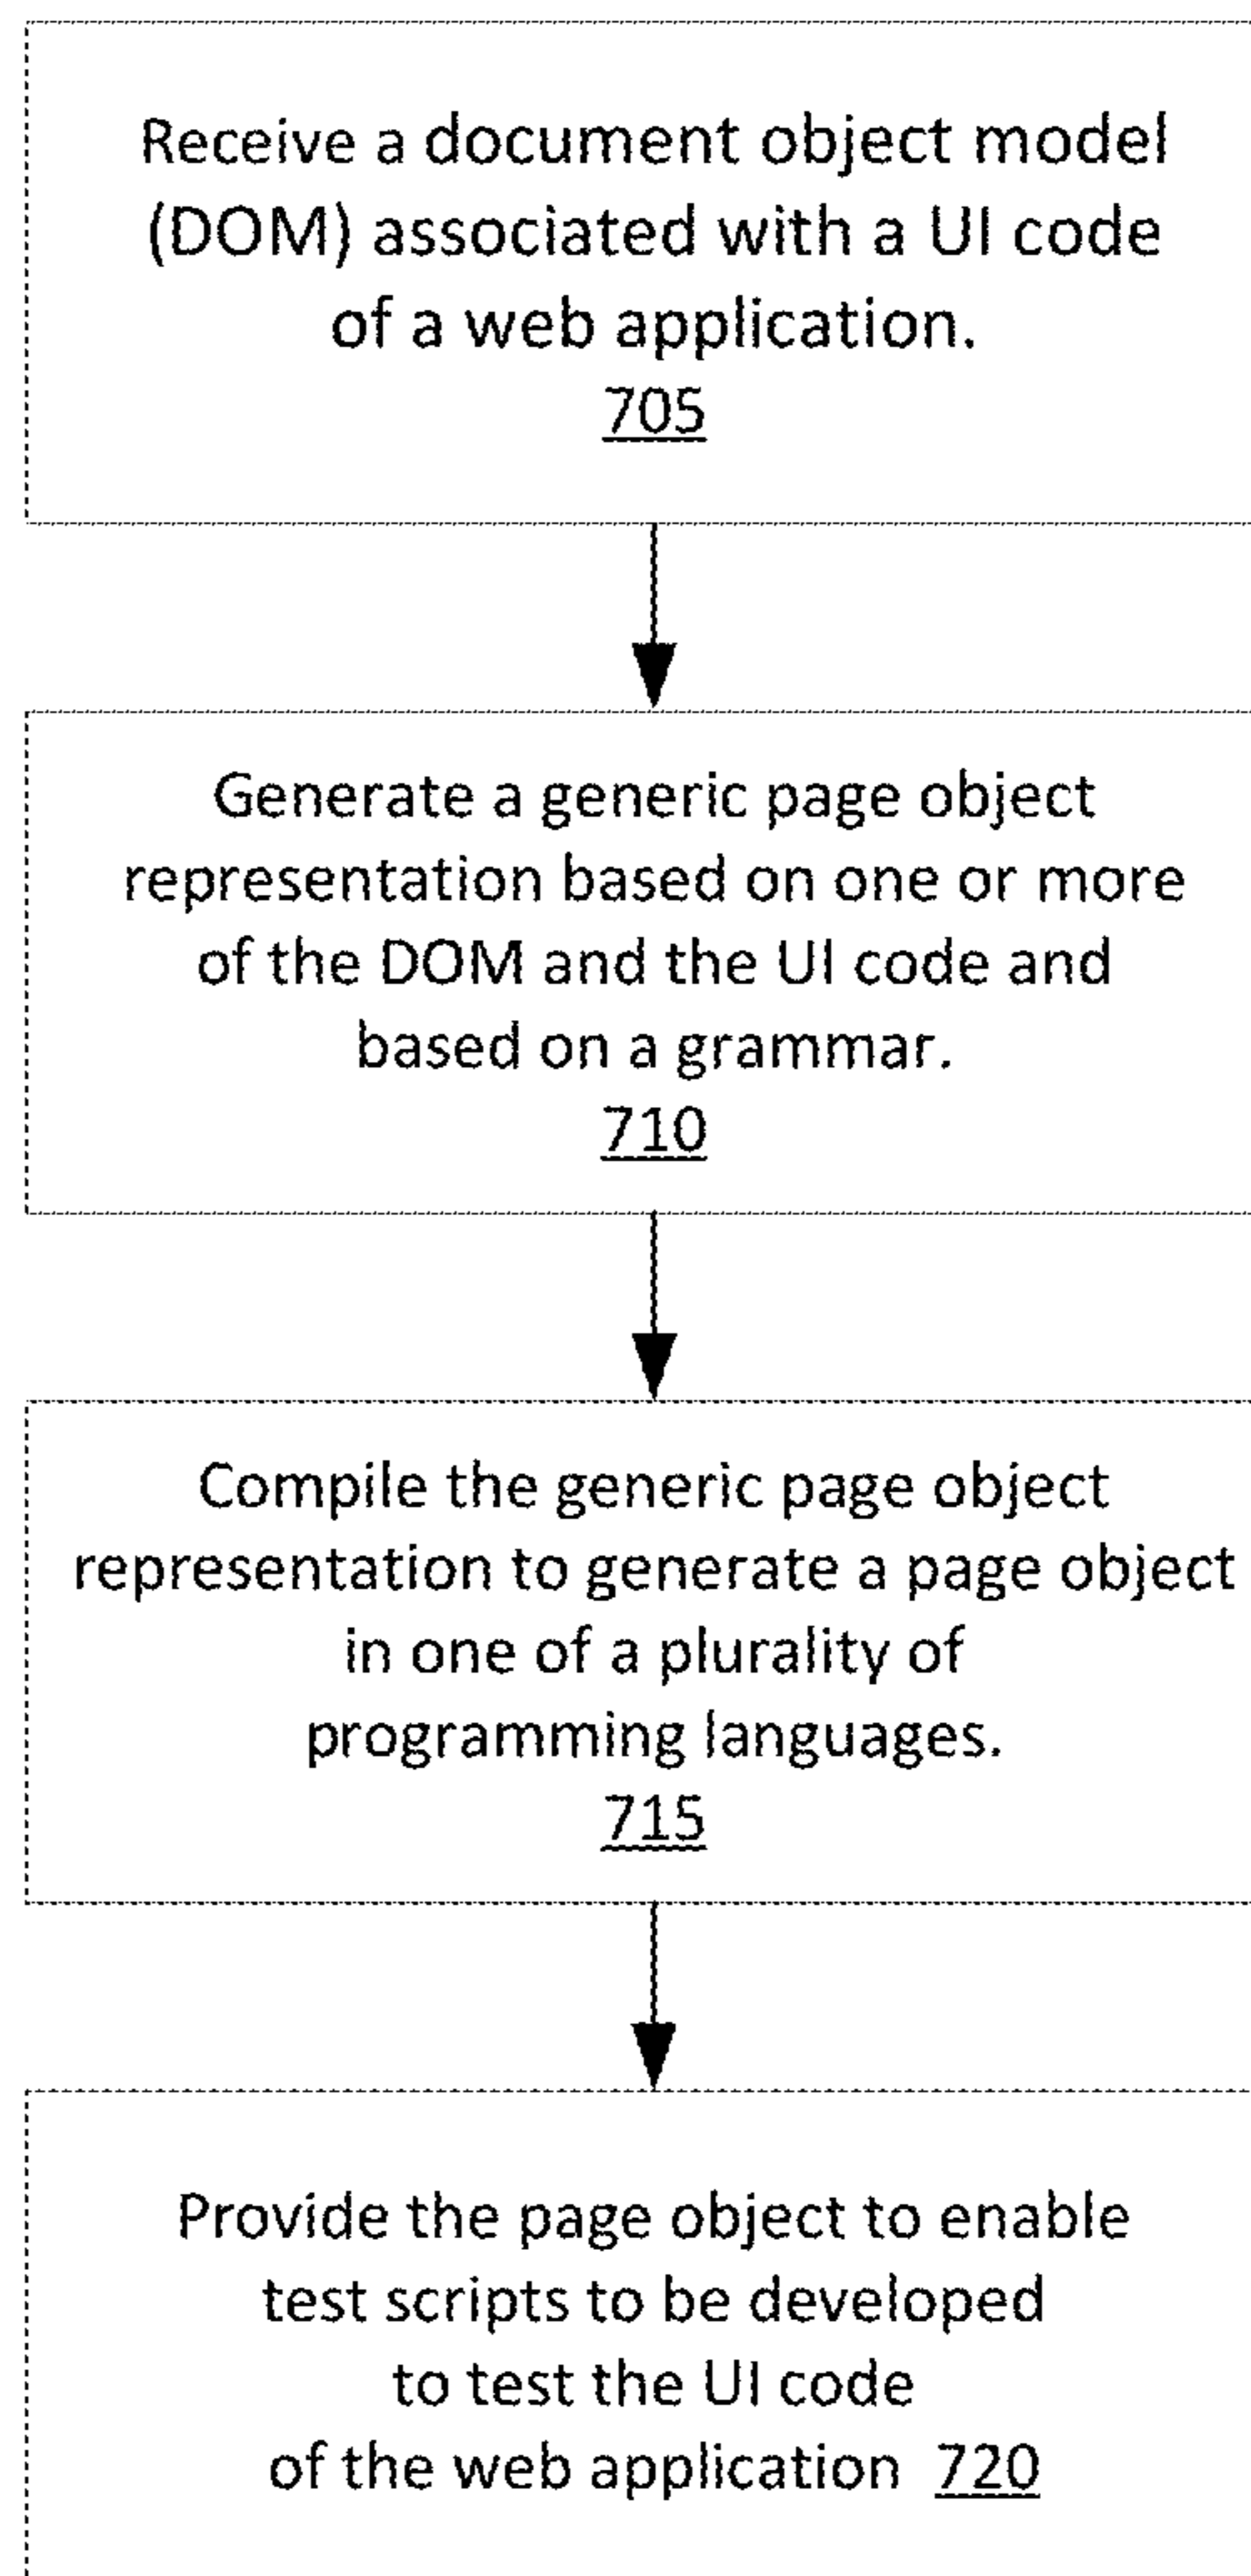 Receive a document object model
(DOM) associated with a UI code
of a web application.
705
Generate a generic page object
representation based on one or more
of the DOM and the UI code and
based on a grammar.
710
Compile the generic page object
representation to generate a page object
in one of a plurality of
programming languages.
715
Provide the page object to enable
test scripts to be developed
to test the UI code
of the web application 720